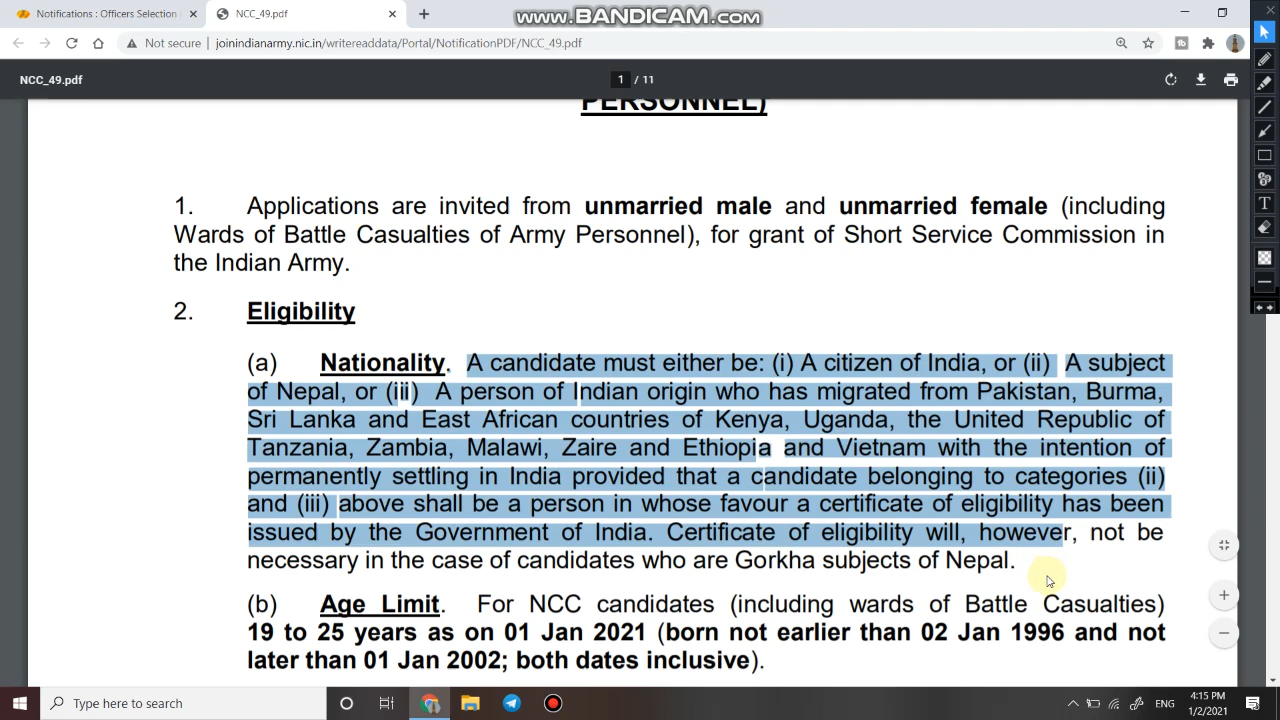 Notifications : Officers Selection
NCC_49.pdf
www.BANDICAM.com
Not secure
joinindianarmy.nic.in/writereaddata/Portal/NotificationPDF/NCC_49.pdf
NCC_49.pdf
1 / 11
PERSONNEL)
1. Applications are invited from unmarried male and unmarried female (including
Wards of Battle Casualties of Army Personnel), for grant of Short Service Commission in
the Indian Army.
2. Eligibility
(a) Nationality. A candidate must either be: (i) A citizen of India, or (ii) A subject
of Nepal, or (iii) A person of Indian origin who has migrated from Pakistan, Burma,
Sri Lanka and East African countries of Kenya, Uganda, the United Republic of
Tanzania, Zambia, Malawi, Zaire and Ethiopia and Vietnam with the intention of
permanently settling in India provided that a candidate belonging to categories (ii)
and (iii) above shall be a person in whose favour a certificate of eligibility has been
issued by the Government of India. Certificate of eligibility will, however, not be
necessary in the case of candidates who are Gorkha subjects of Nepal.
(b) Age Limit. For NCC candidates (including wards of Battle Casualties)
19 to 25 years as on 01 Jan 2021 (born not earlier than 02 Jan 1996 and not
later than 01 Jan 2002; both dates inclusive).
Type here to search
ENG
4:15 PM
1/2/2021